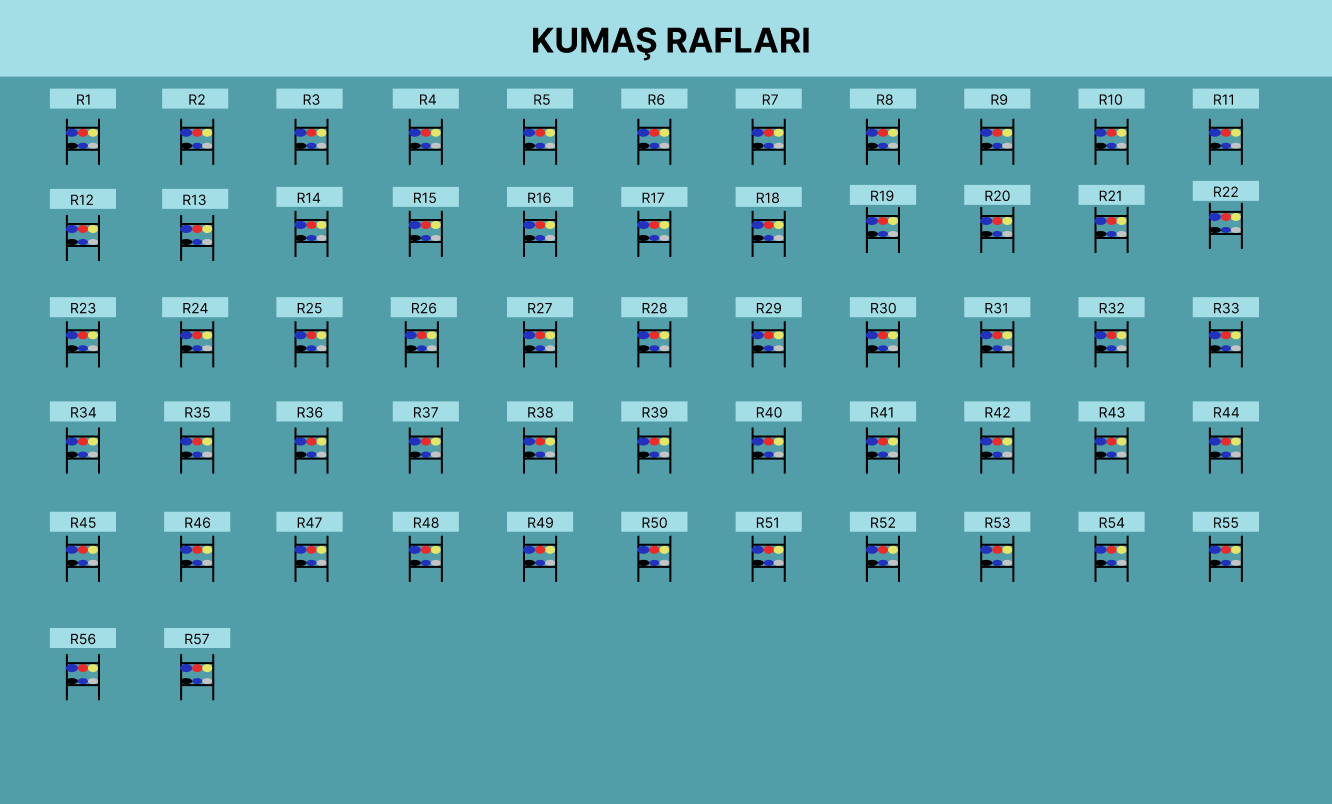 KUMAŞ RAFLARI
R1 R2 R3 R4 R5 R6 R7 R8 R9 R10 R11
R12 R13 R14 R15 R16 R17 R18 R19 R20 R21 R22
R23 R24 R25 R26 R27 R28 R29 R30 R31 R32 R33
R34 R35 R36 R37 R38 R39 R40 R41 R42 R43 R44
R45 R46 R47 R48 R49 R50 R51 R52 R53 R54 R55
R56 R57